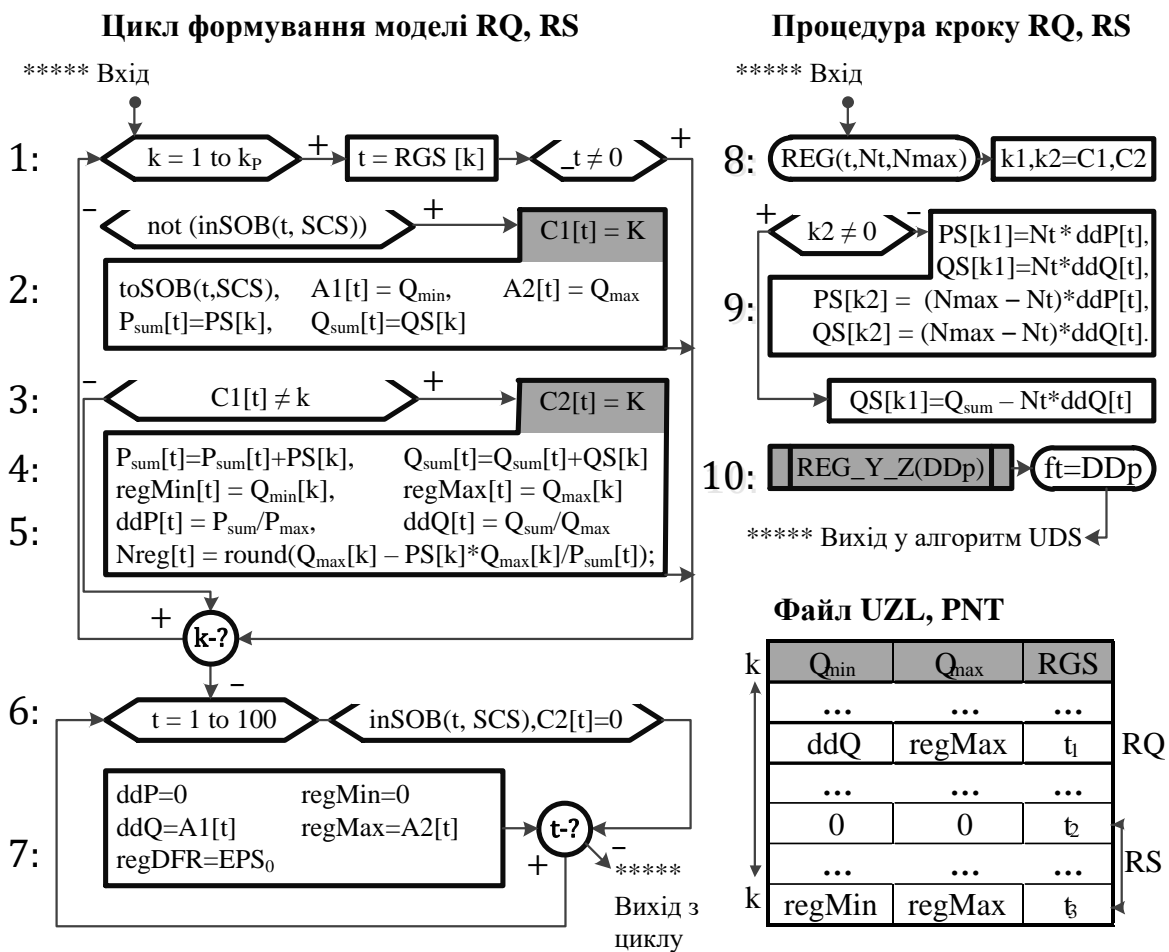 Цикл формування моделі RQ, RS
***** Вхід
1:
k = 1 to kP
+
t = RGS [k]
_t ≠ 0
+
–
not (inSOB(t, SCS))
+
C1[t] = K
2:
toSOB(t,SCS), A1[t] = Qmin, A2[t] = Qmax
Psum[t]=PS[k], Qsum[t]=QS[k]
3:
–
C1[t] ≠ k
+
C2[t] = K
4:
Psum[t]=Psum[t]+PS[k], Qsum[t]=Qsum[t]+QS[k]
regMin[t] = Qmin[k], regMax[t] = Qmax[k]
5:
ddP[t] = Psum/Pmax, ddQ[t] = Qsum/Qmax
Nreg[t] = round(Qmax[k] – PS[k]*Qmax[k]/Psum[t]);
+
k-?
–
6:
t = 1 to 100
inSOB(t, SCS),C2[t]=0
7:
ddP=0 regMin=0
ddQ=A1[t] regMax=A2[t]
regDFR=EPS0
t-?
+
–
*****
Вихід з
циклу
Процедура кроку RQ, RS
***** Вхід
8:
REG(t,Nt,Nmax)
k1,k2=C1,C2
9:
+
k2 ≠ 0
–
PS[k1]=Nt* ddP[t],
QS[k1]=Nt*ddQ[t],
PS[k2] = (Nmax – Nt)*ddP[t],
QS[k2] = (Nmax – Nt)*ddQ[t].
QS[k1]=Qsum – Nt*ddQ[t]
10:
REG_Y_Z(DDp)
ft=DDp
***** Вихід у алгоритм UDS
Файл UZL, PNT
k Qmin Qmax RGS
... ... ...
ddQ regMax t1 RQ
... ... ...
0 0 t2
... ... ...
RS
k regMin regMax t3